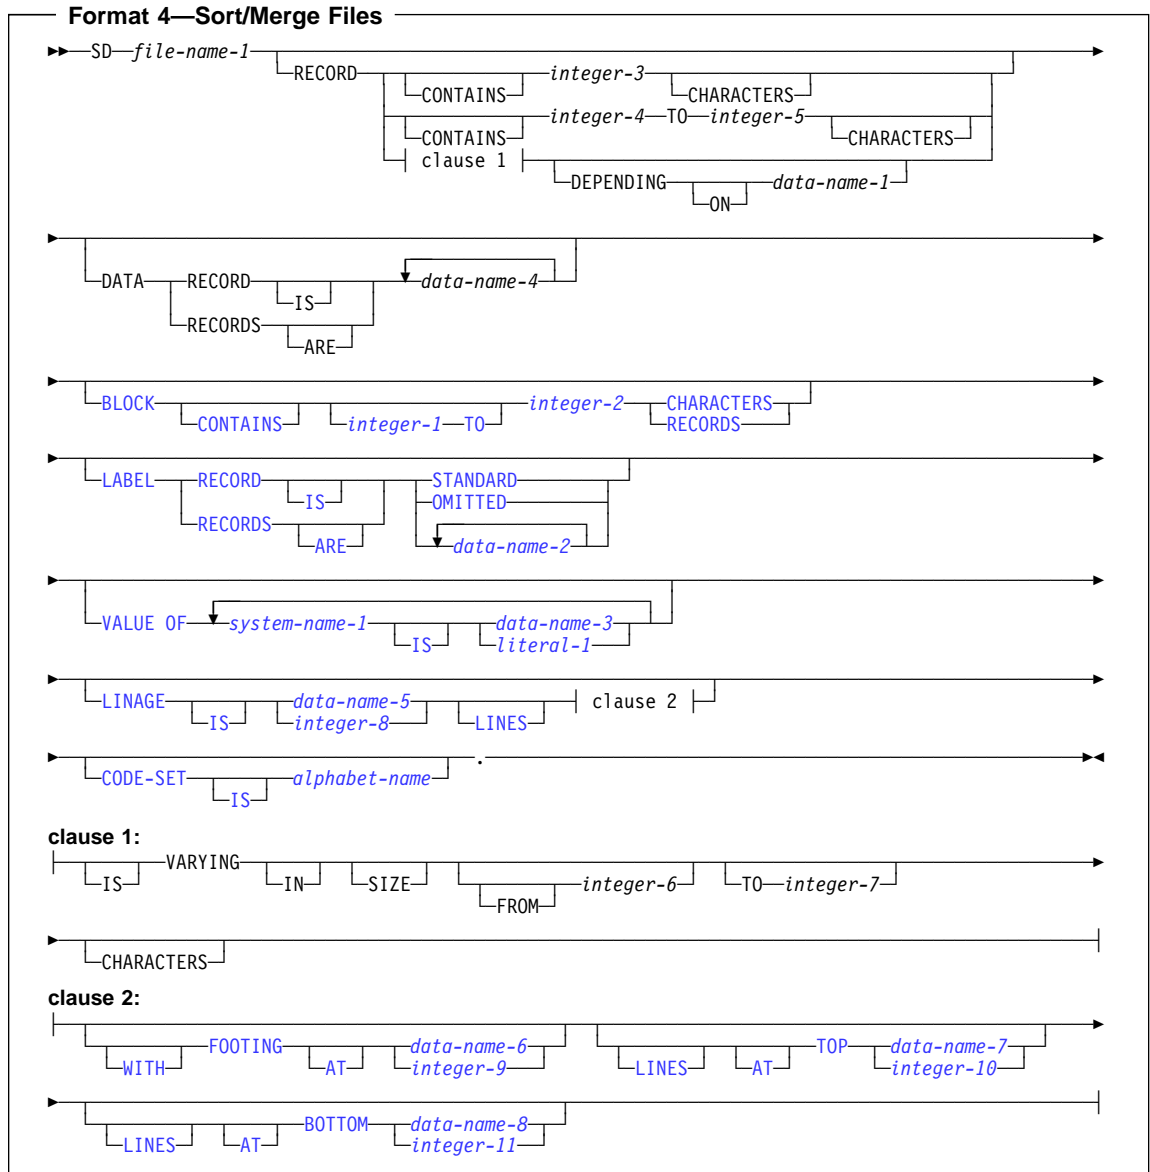 Format 4—Sort/Merge Files
SD file-name-1
RECORD integer-3
CONTAINS CHARACTERS
integer-4 TO integer-5
CONTAINS CHARACTERS
clause 1
DEPENDING data-name-1
ON
DATA RECORD data-name-4
IS
RECORDS
ARE
BLOCK integer-2 CHARACTERS
CONTAINS integer-1 TO RECORDS
LABEL RECORD STANDARD
IS OMITTED
RECORDS
ARE data-name-2
VALUE OF system-name-1 data-name-3
IS literal-1
LINAGE data-name-5 clause 2
IS integer-8 LINES
CODE-SET alphabet-name .
IS
clause 1:
VARYING integer-6 TO integer-7
IS IN SIZE
FROM
CHARACTERS
clause 2:
FOOTING data-name-6 TOP data-name-7
WITH AT integer-9 LINES AT integer-10
BOTTOM data-name-8
LINES AT integer-11